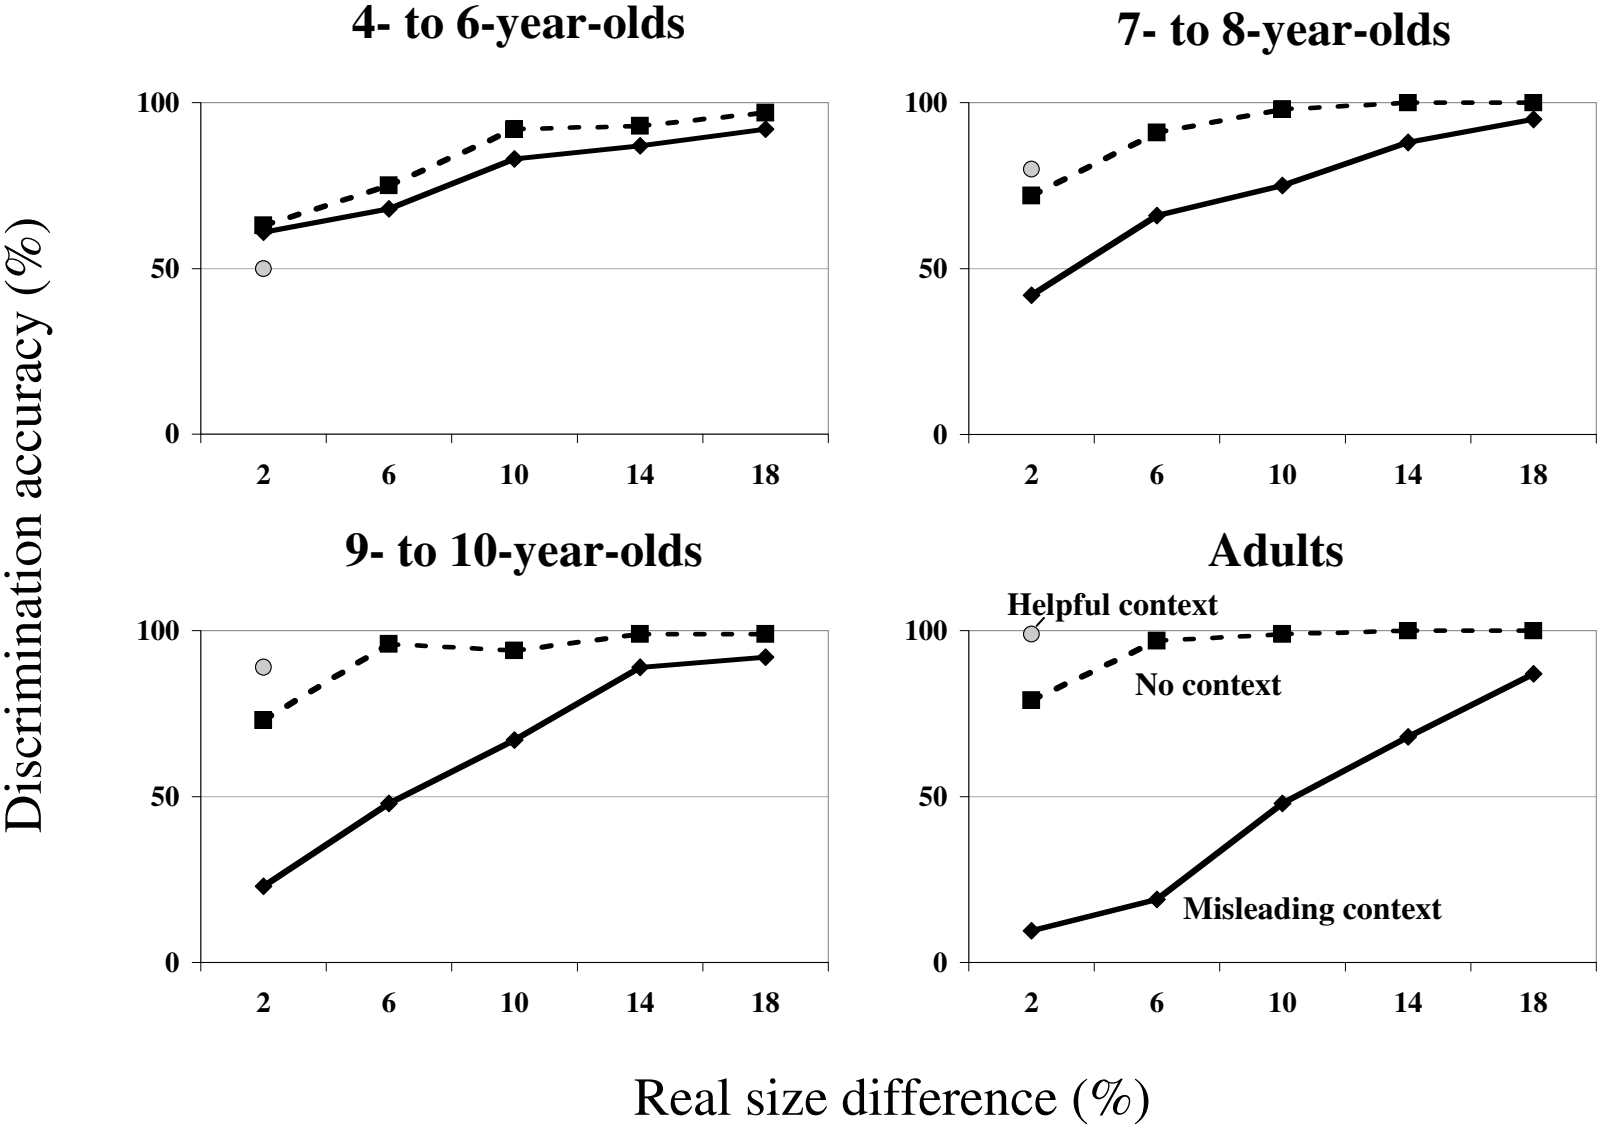 4- to 6-year-olds
100
50
0
2 6 10 14 18
7- to 8-year-olds
100
50
0
2 6 10 14 18
9- to 10-year-olds
100
50
0
2 6 10 14 18
Adults
Helpful context
100
No context
50
Misleading context
0
2 6 10 14 18
Discrimination accuracy (%)
Real size difference (%)